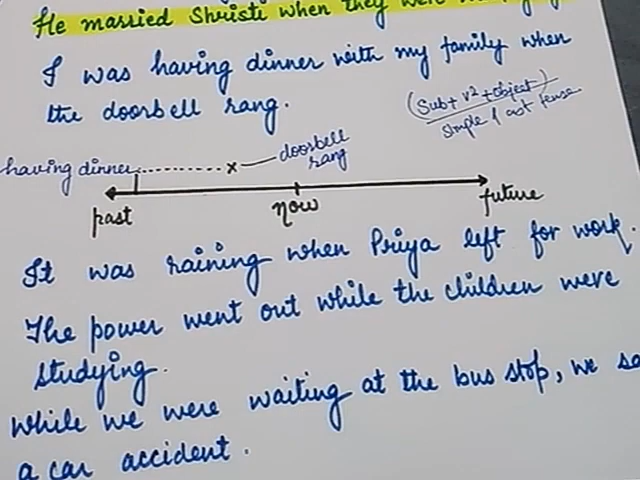 He married Shristi when they were
I was having dinner with my family when
the doorbell rang.
(Sub + V² + object)
simple past tense
having dinner
doorbell
rang
past
now
future
It was raining when Priya left for work.
The power went out while the children were
studying.
while we were waiting at the bus stop, we sa
a car accident.